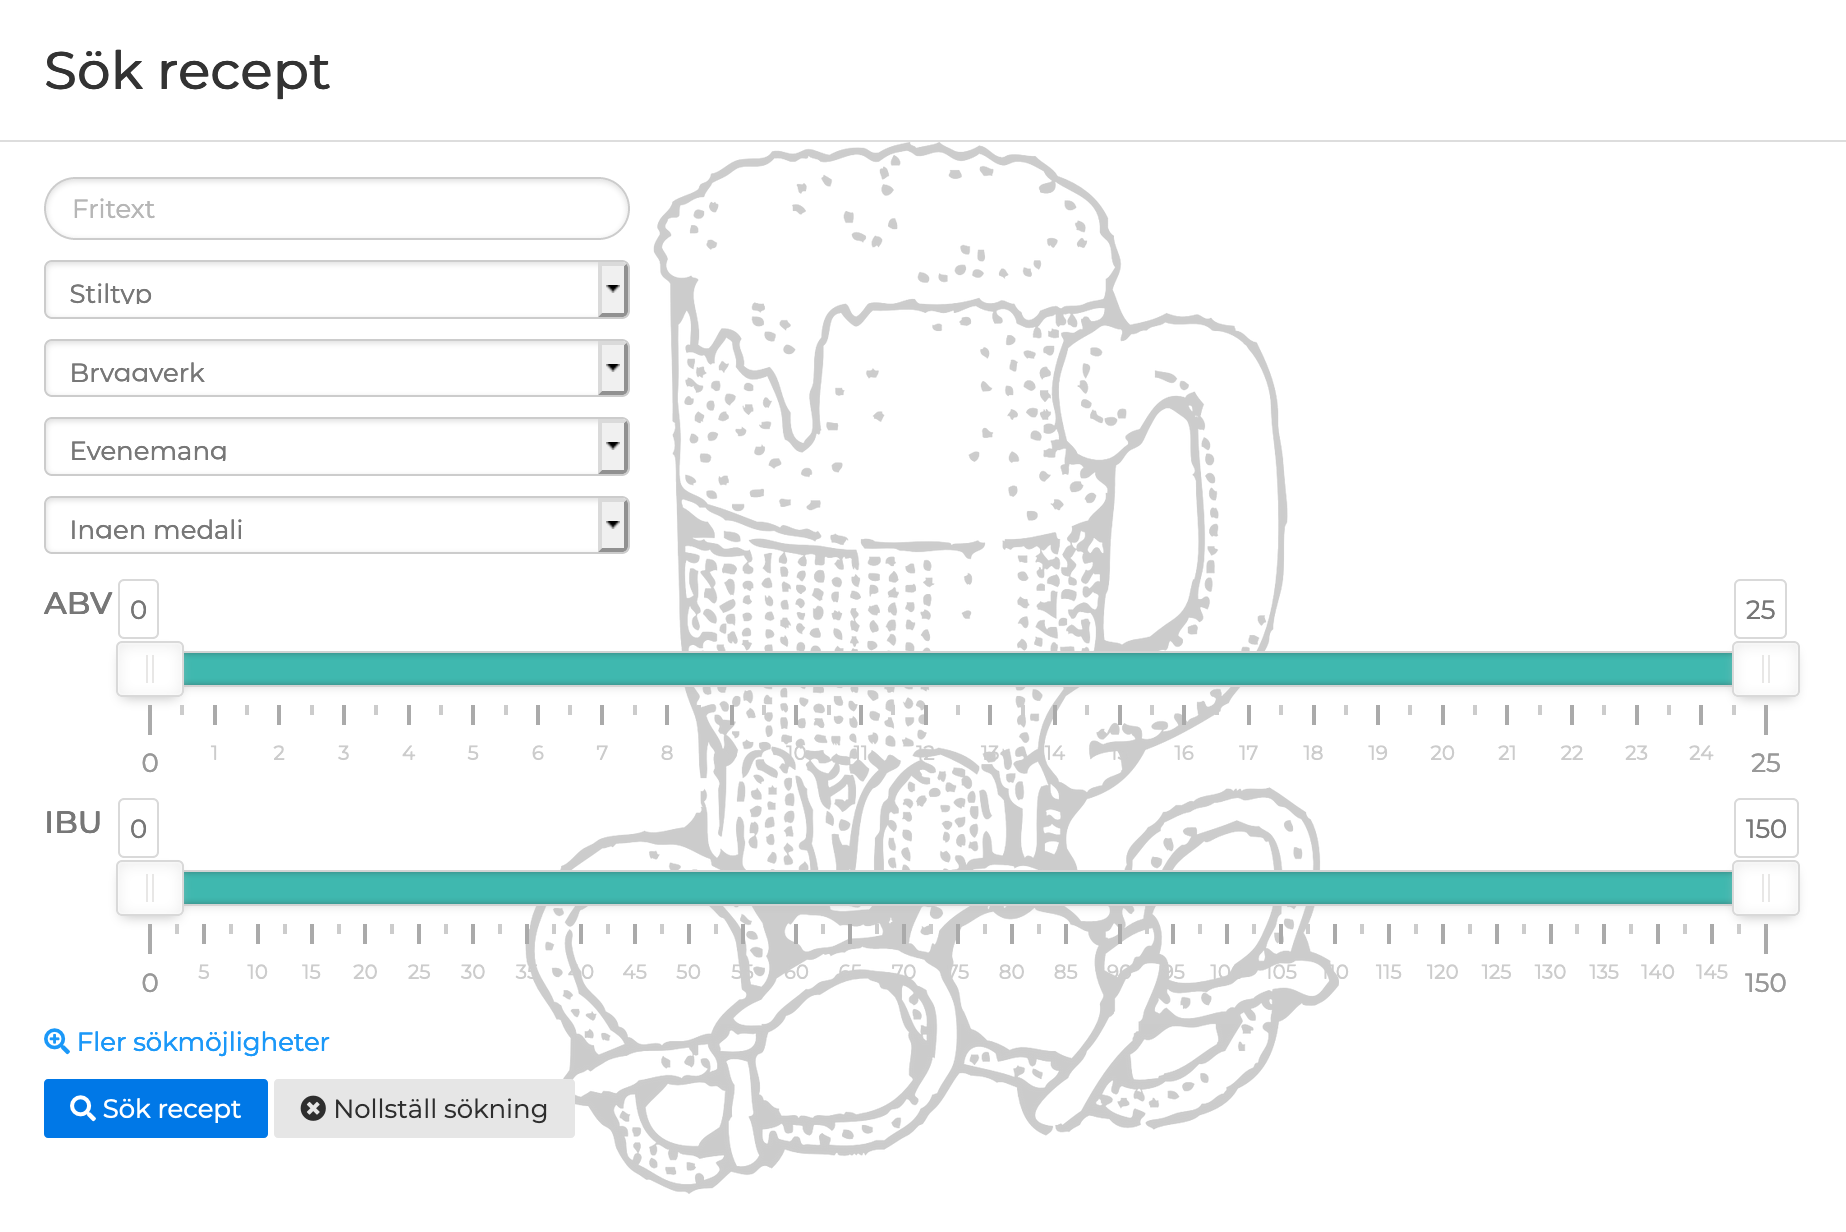 Sök recept
Fritext
Stiltyp
Bryggverk
Evenemang
Ingen medalj
ABV 0 25
0 1 2 3 4 5 6 7 8 10 11 12 13 14 15 16 17 18 19 20 21 22 23 24 25
IBU 0 150
0 5 10 15 20 25 30 35 40 45 50 55 60 65 70 75 80 85 90 95 100 105 110 115 120 125 130 135 140 145 150
Fler sökmöjligheter
Sök recept Nollställ sökning